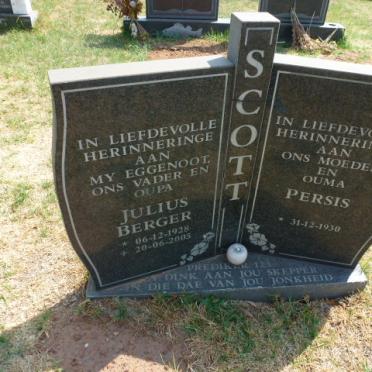 SCOTT
IN LIEFDEVOLLE
HERINNERINGE
AAN
MY EGGENOOT,
ONS VADER EN
OUPA
JULIUS
BERGER
* 06-12-1928
+ 20-06-2005
IN LIEFDEVO
HERINNERIN
AAN
ONS MOEDE
EN
OUMA
PERSIS
* 31-12-1930
PREDIKER 12:1
DINK AAN JOU SKEPPER
IN DIE DAE VAN JOU JONKHEID